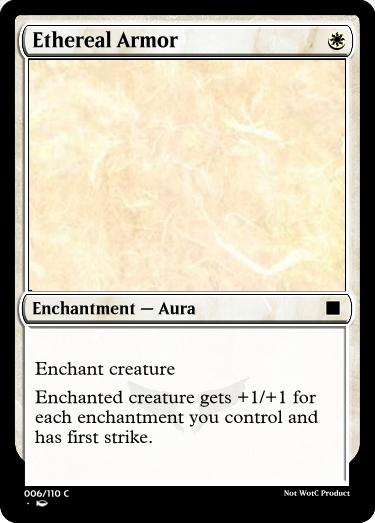 Ethereal Armor
Enchantment — Aura
Enchant creature
Enchanted creature gets +1/+1 for
each enchantment you control and
has first strike.
006/110 C
Not WotC Product